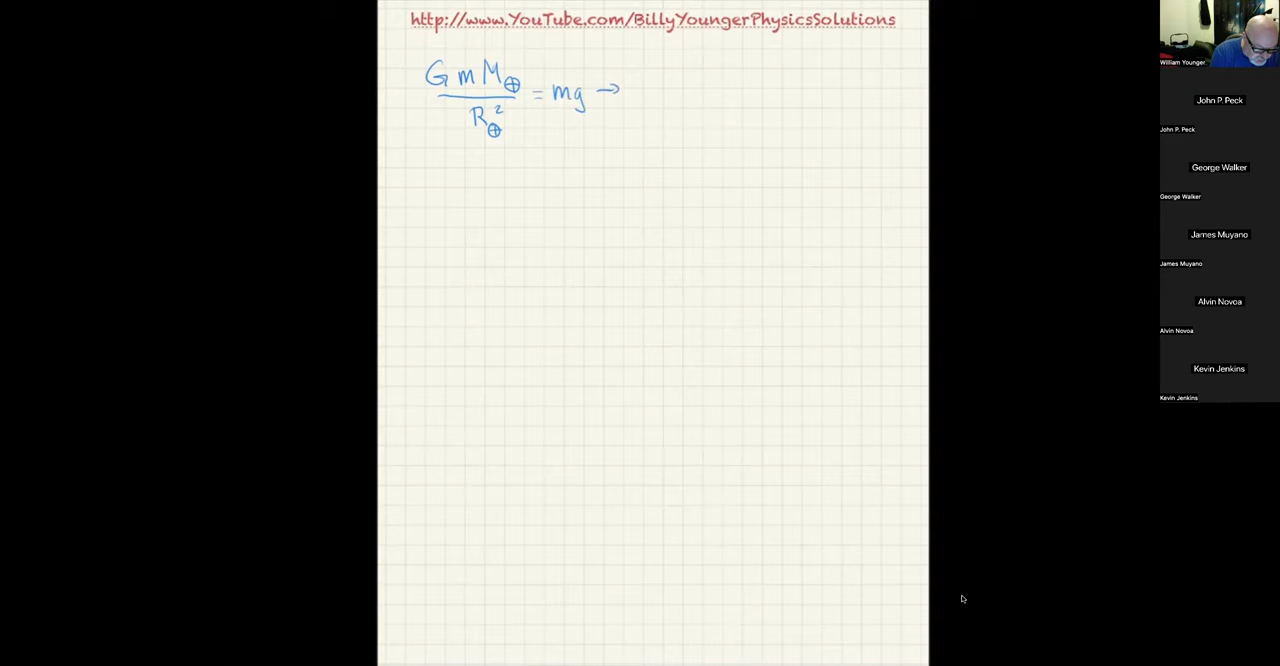 http://www.YouTube.com/BillyYoungerPhysicsSolutions
G m M⊕
/ R⊕² = mg →
William Younger
John P. Peck
John P. Peck
George Walker
George Walker
James Muyano
James Muyano
Alvin Novoa
Alvin Novoa
Kevin Jenkins
Kevin Jenkins